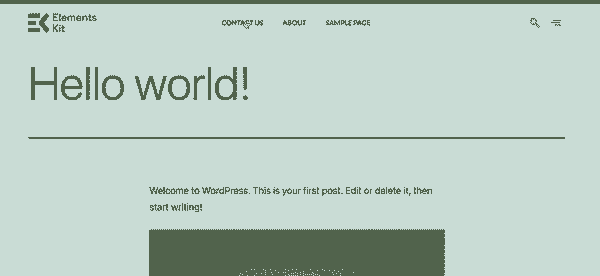 Elements
Kit
CONTACT US
ABOUT
SAMPLE PAGE
Hello world!
Welcome to WordPress. This is your first post. Edit or delete it, then
start writing!